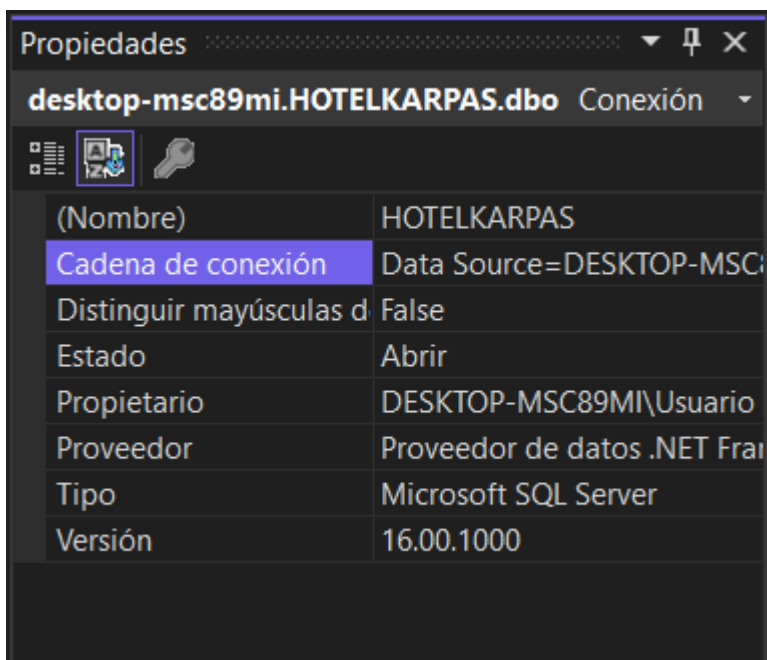 Propiedades
desktop-msc89mi.HOTELKARPAS.dbo Conexión
(Nombre) HOTELKARPAS
Cadena de conexión Data Source=DESKTOP-MSC
Distinguir mayúsculas d False
Estado Abrir
Propietario DESKTOP-MSC89MI\Usuario
Proveedor Proveedor de datos .NET Fra
Tipo Microsoft SQL Server
Versión 16.00.1000